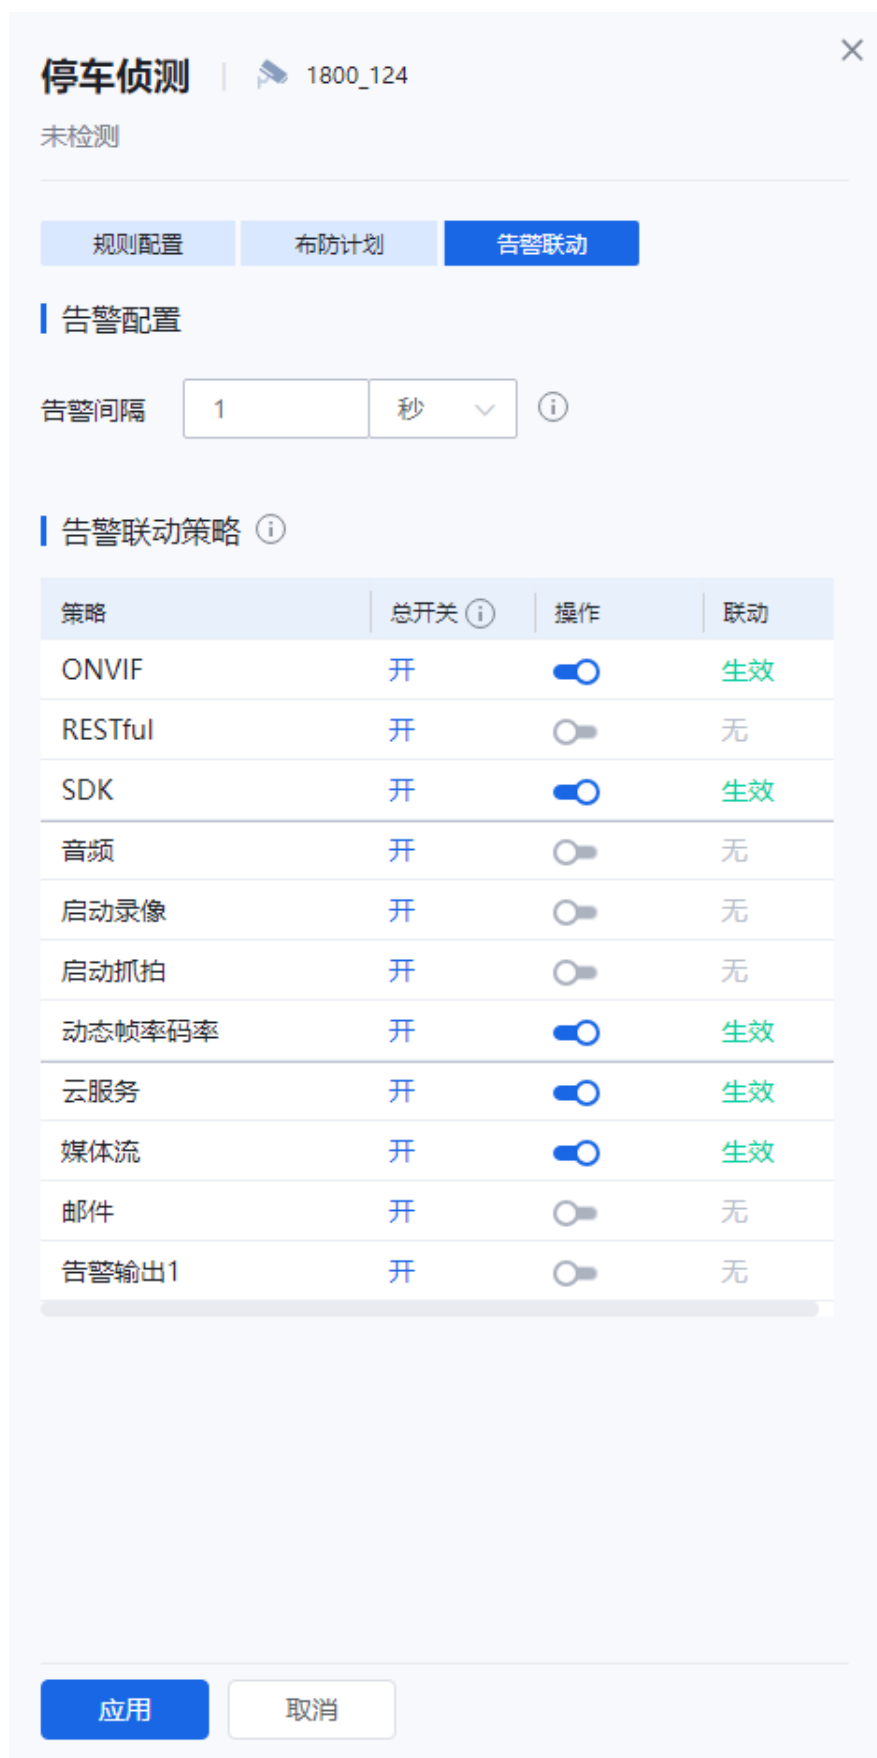 停车侦测 1800_124
未检测
规则配置 布防计划 告警联动
告警配置
告警间隔 1 秒
告警联动策略
策略 总开关 操作 联动
ONVIF 开 生效
RESTful 开 无
SDK 开 生效
音频 开 无
启动录像 开 无
启动抓拍 开 无
动态帧率码率 开 生效
云服务 开 生效
媒体流 开 生效
邮件 开 无
告警输出1 开 无
应用 取消